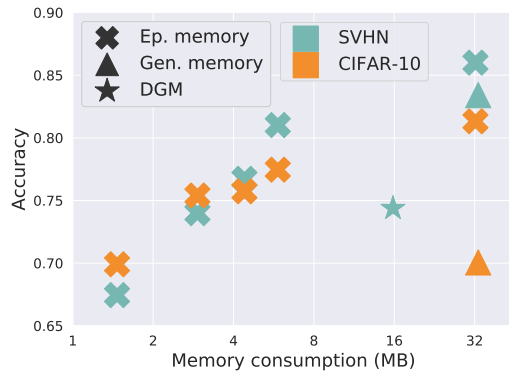 0.90
0.85
0.80
0.75
0.70
0.65
Accuracy
Ep. memory
Gen. memory
DGM
SVHN
CIFAR-10
1 2 4 8 16 32
Memory consumption (MB)